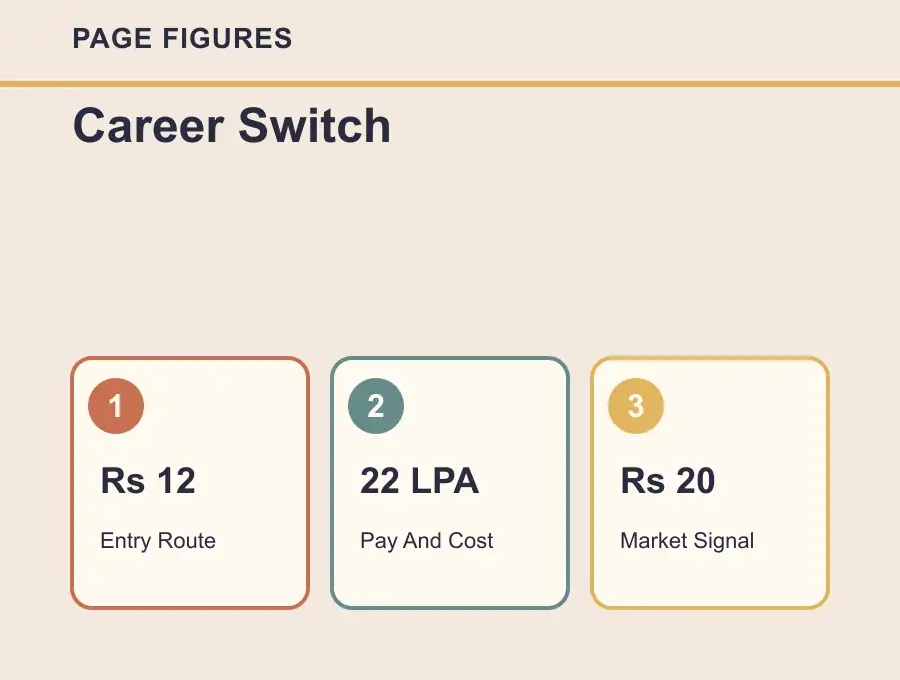 PAGE FIGURES
Career Switch
1
Rs 12
Entry Route
2
22 LPA
Pay And Cost
3
Rs 20
Market Signal